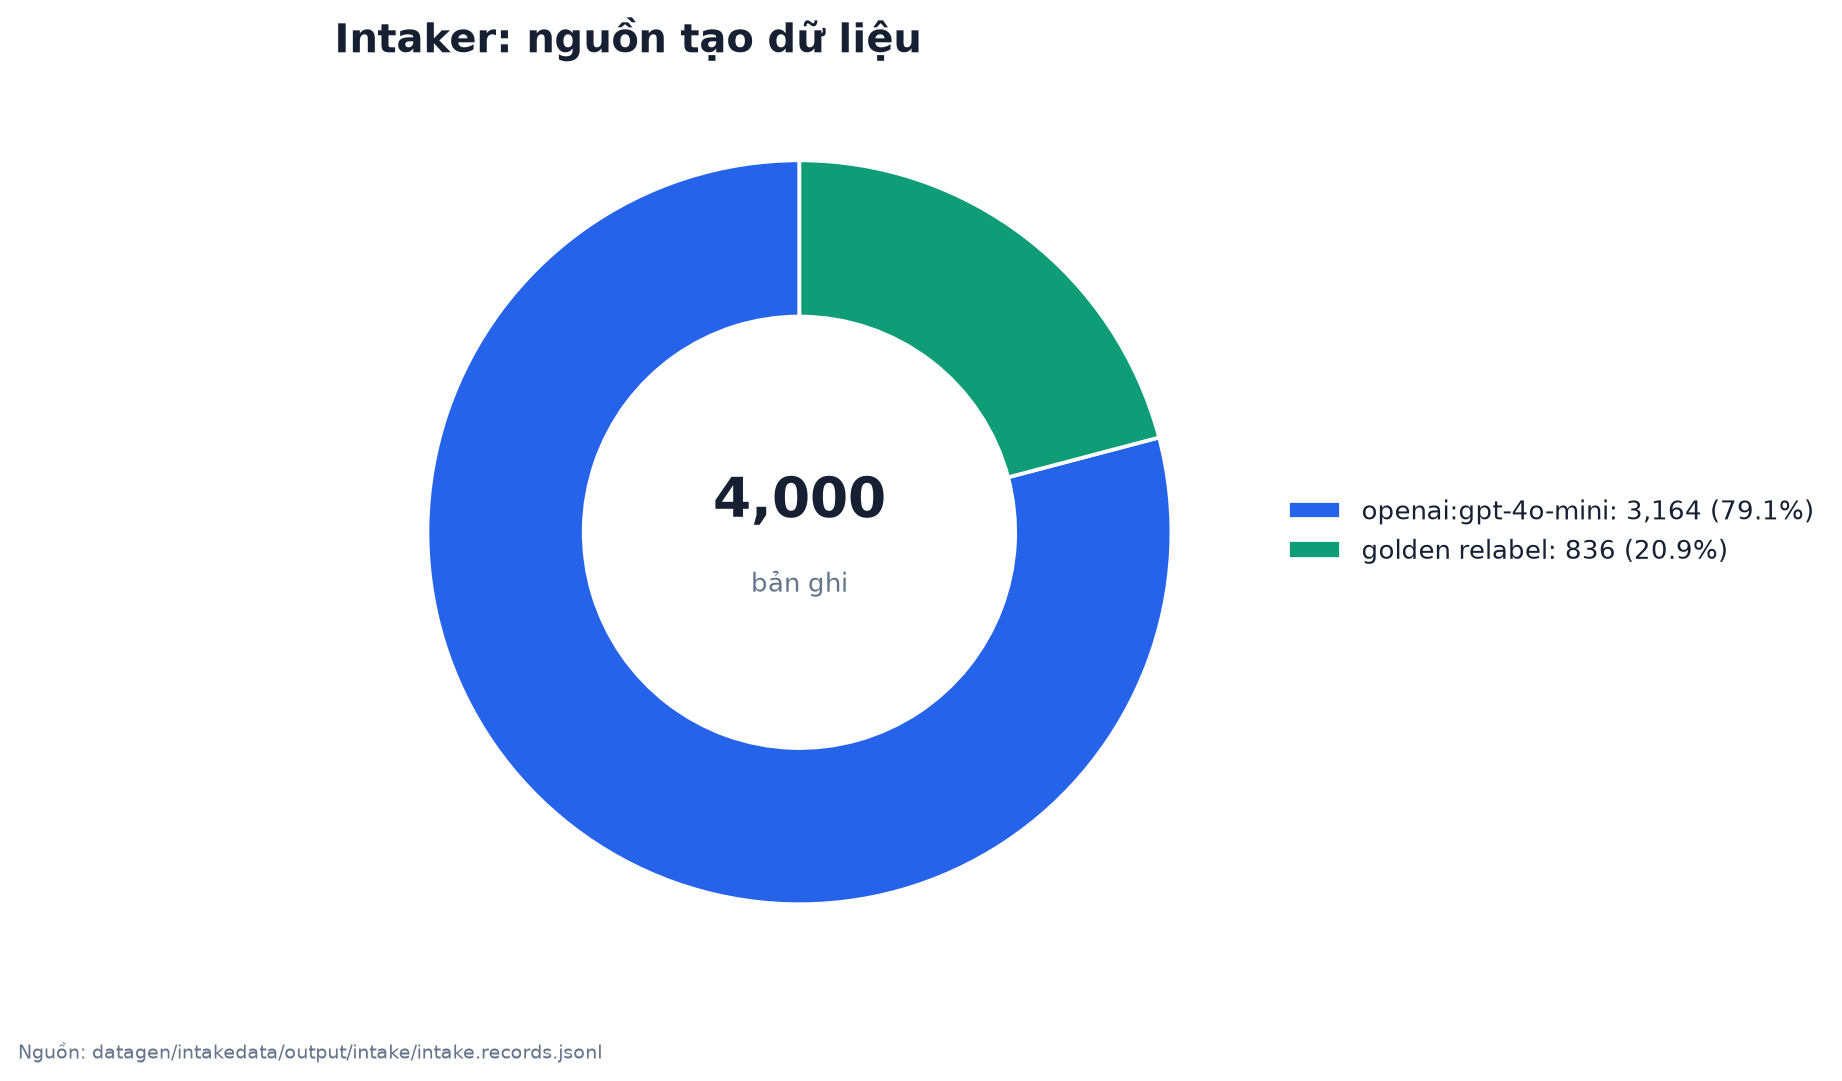 Intaker: nguồn tạo dữ liệu
4,000
bản ghi
openai:gpt-4o-mini: 3,164 (79.1%)
golden relabel: 836 (20.9%)
Nguồn: datagen/intakedata/output/intake/intake.records.jsonl